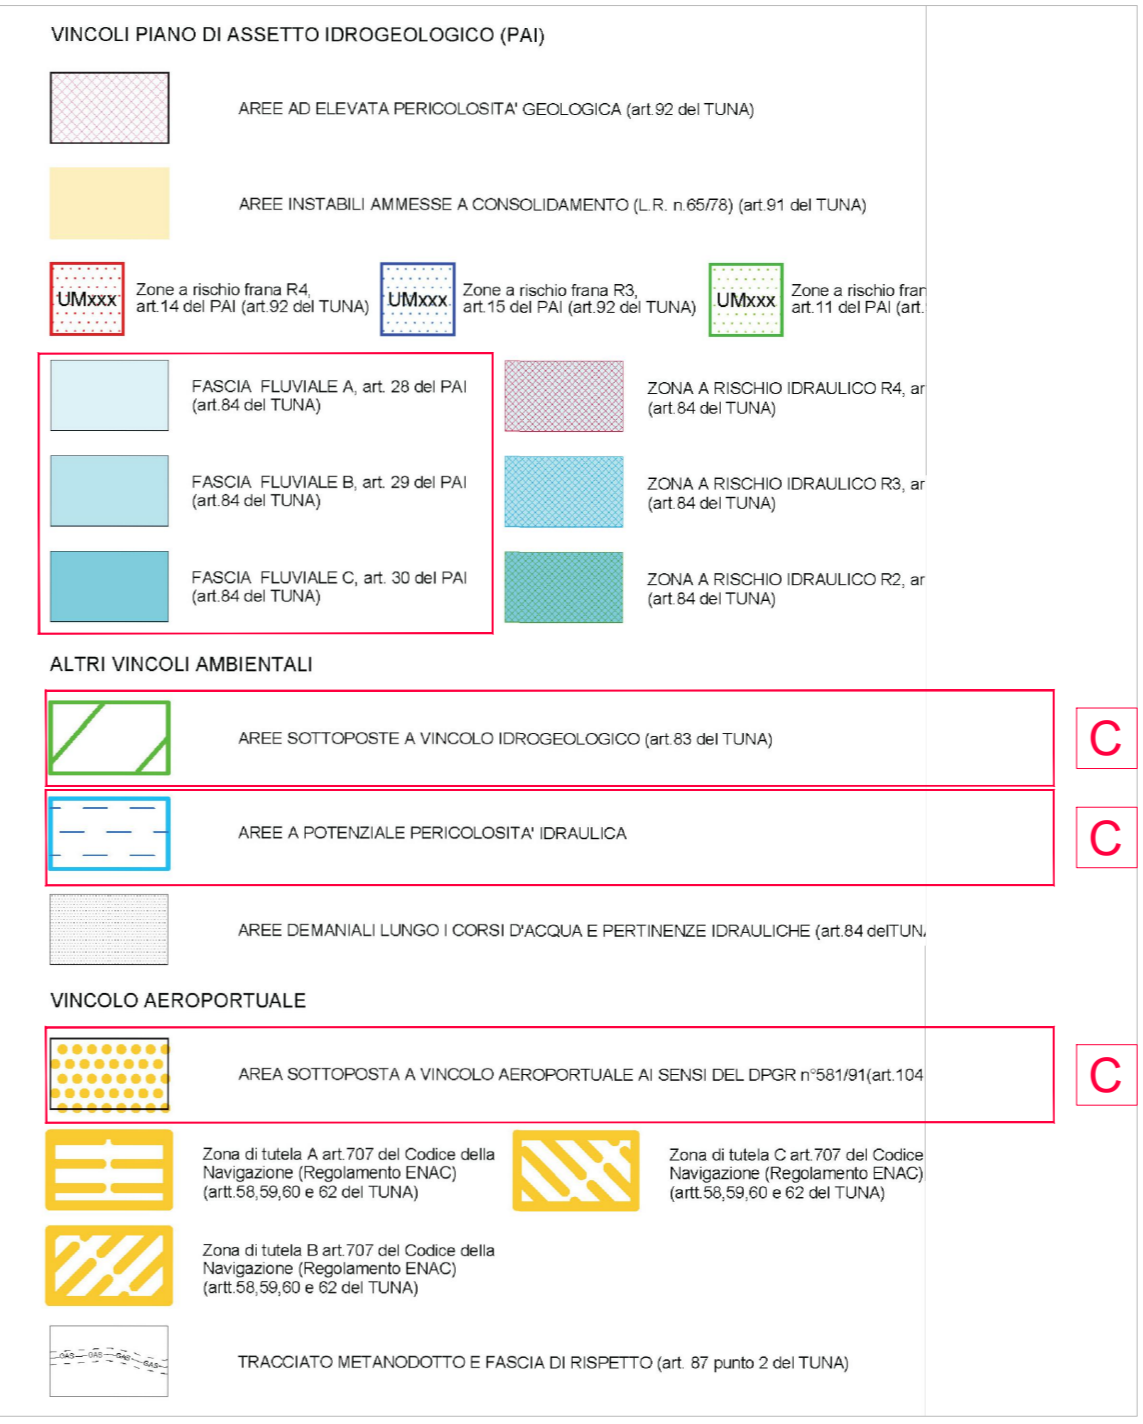 VINCOLI PIANO DI ASSETTO IDROGEOLOGICO (PAI)
AREE AD ELEVATA PERICOLOSITA' GEOLOGICA (art.92 del TUNA)
AREE INSTABILI AMMESSE A CONSOLIDAMENTO (L.R. n.65/78) (art.91 del TUNA)
UMxxx
Zone a rischio frana R4,
art.14 del PAI (art.92 del TUNA)
UMxxx
Zone a rischio frana R3,
art.15 del PAI (art.92 del TUNA)
UMxxx
Zone a rischio fran
art.11 del PAI (art.
FASCIA FLUVIALE A, art. 28 del PAI
(art.84 del TUNA)
ZONA A RISCHIO IDRAULICO R4, ar
(art.84 del TUNA)
FASCIA FLUVIALE B, art. 29 del PAI
(art.84 del TUNA)
ZONA A RISCHIO IDRAULICO R3, ar
(art.84 del TUNA)
FASCIA FLUVIALE C, art. 30 del PAI
(art.84 del TUNA)
ZONA A RISCHIO IDRAULICO R2, ar
(art.84 del TUNA)
ALTRI VINCOLI AMBIENTALI
AREE SOTTOPOSTE A VINCOLO IDROGEOLOGICO (art.83 del TUNA)
C
AREE A POTENZIALE PERICOLOSITA' IDRAULICA
C
AREE DEMANIALI LUNGO I CORSI D'ACQUA E PERTINENZE IDRAULICHE (art.84 delTUNA
VINCOLO AEROPORTUALE
AREA SOTTOPOSTA A VINCOLO AEROPORTUALE AI SENSI DEL DPGR n°581/91(art.104
C
Zona di tutela A art.707 del Codice della
Navigazione (Regolamento ENAC)
(artt.58,59,60 e 62 del TUNA)
Zona di tutela C art.707 del Codice
Navigazione (Regolamento ENAC)
(artt.58,59,60 e 62 del TUNA)
Zona di tutela B art.707 del Codice della
Navigazione (Regolamento ENAC)
(artt.58,59,60 e 62 del TUNA)
GAS GAS GAS GAS
TRACCIATO METANODOTTO E FASCIA DI RISPETTO (art. 87 punto 2 del TUNA)